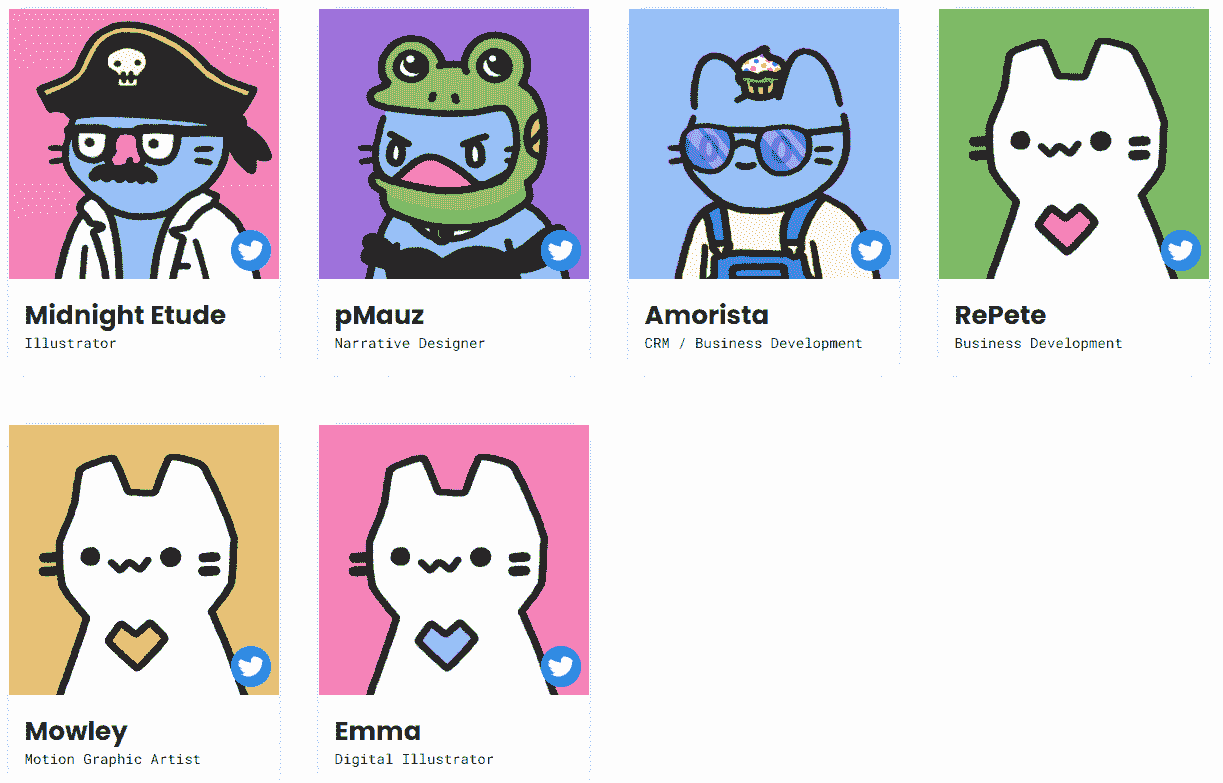 Midnight Etude
Illustrator
pMauz
Narrative Designer
Amorista
CRM / Business Development
RePete
Business Development
Mowley
Motion Graphic Artist
Emma
Digital Illustrator